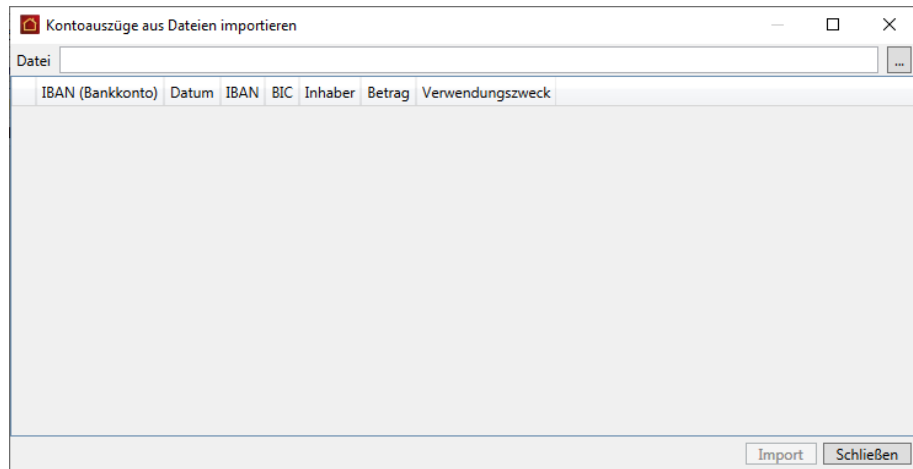 Kontoauszüge aus Dateien importieren
Datei ...
IBAN (Bankkonto) Datum IBAN BIC Inhaber Betrag Verwendungszweck
Import Schließen